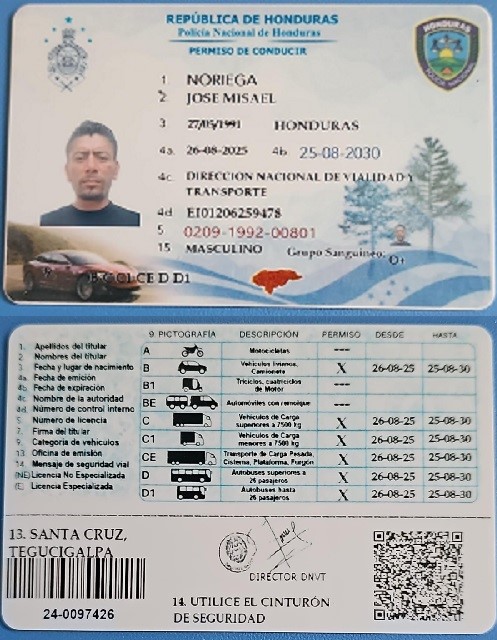 REPÚBLICA DE HONDURAS
Policía Nacional de Honduras
PERMISO DE CONDUCIR
HONDURAS
POLICIA NACIONAL
1. NORIEGA
2. JOSE MISAEL
3. 27/05/1991 HONDURAS
4a. 26-08-2025 4b. 25-08-2030
4c. DIRECCION NACIONAL DE VIALIDAD Y
TRANSPORTE
4d EI01206259478
5 0209-1992-00801
15 MASCULINO Grupo Sanguineo: O+
B C C1 CE D D1
1. Apellidos del titular
2. Nombres del titular
3. Fecha y lugar de nacimiento
4a. Fecha de emición
4b. Fecha de expiración
4c. Nombre de la autoridad
4d. Número de control interno
5. Número de licencia
7. Firma del titular
9. Categoria de vehículos
13. Oficina de emisión
14. Mensaje de seguridad vial
(NE) Licencia No Especializada
(E) Licencia Especializada
9. PICTOGRAFÍA DESCRIPCIÓN PERMISO DESDE HASTA
A Motocicletas ---
B Vehículos livianos, Camioneta X 26-08-25 25-08-30
B1 Triciclos, cuatriciclos de Motor ---
BE Automóviles con remolque ---
C Vehículos de Carga superiores a 7500 kg X 26-08-25 25-08-30
C1 Vehículos de Carga menores a 7500 kg X 26-08-25 25-08-30
CE Transporte de Carga Pesada, Cisterna, Plataforma, Furgón X 26-08-25 25-08-30
D Autobuses superiores a 26 pasajeros X 26-08-25 25-08-30
D1 Autobuses hasta 26 pasajeros X 26-08-25 25-08-30
13. SANTA CRUZ,
TEGUCIGALPA
24-0097426
DIRECTOR DNVT
14. UTILICE EL CINTURÓN
DE SEGURIDAD